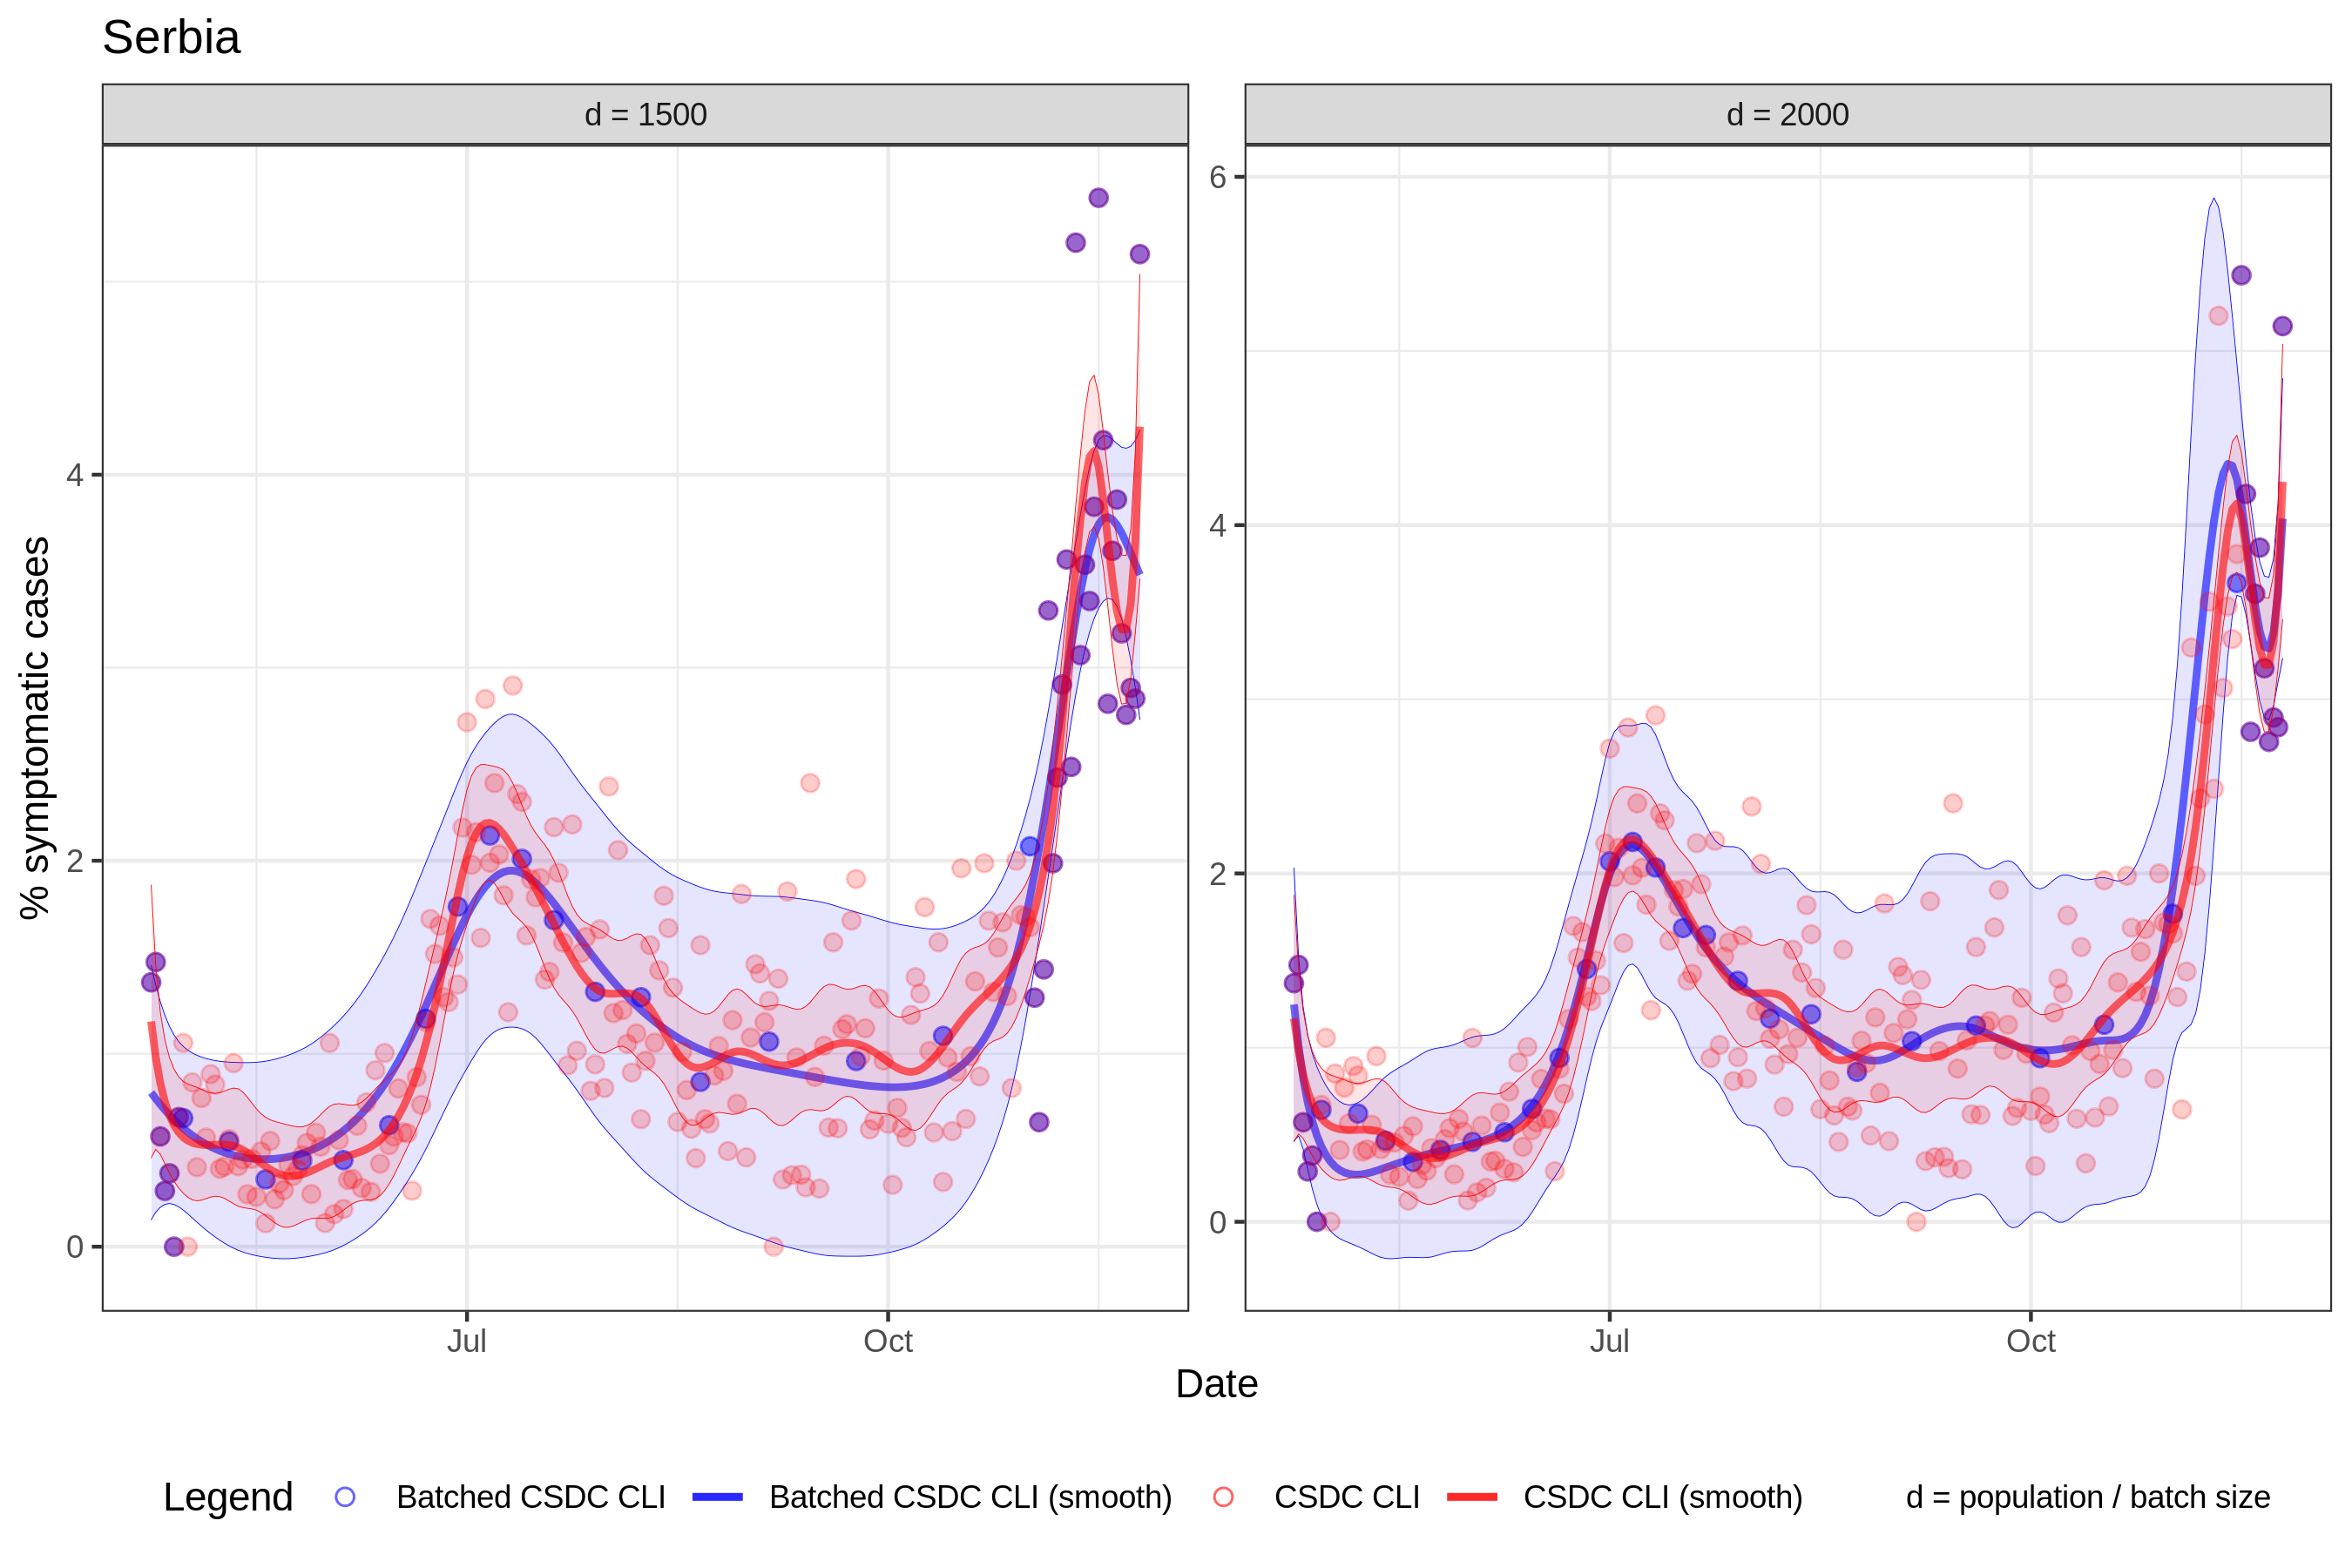 Serbia
d = 1500
d = 2000
% symptomatic cases
4
2
0
6
4
2
0
Jul
Oct
Jul
Oct
Date
Legend
Batched CSDC CLI
Batched CSDC CLI (smooth)
CSDC CLI
CSDC CLI (smooth)
d = population / batch size